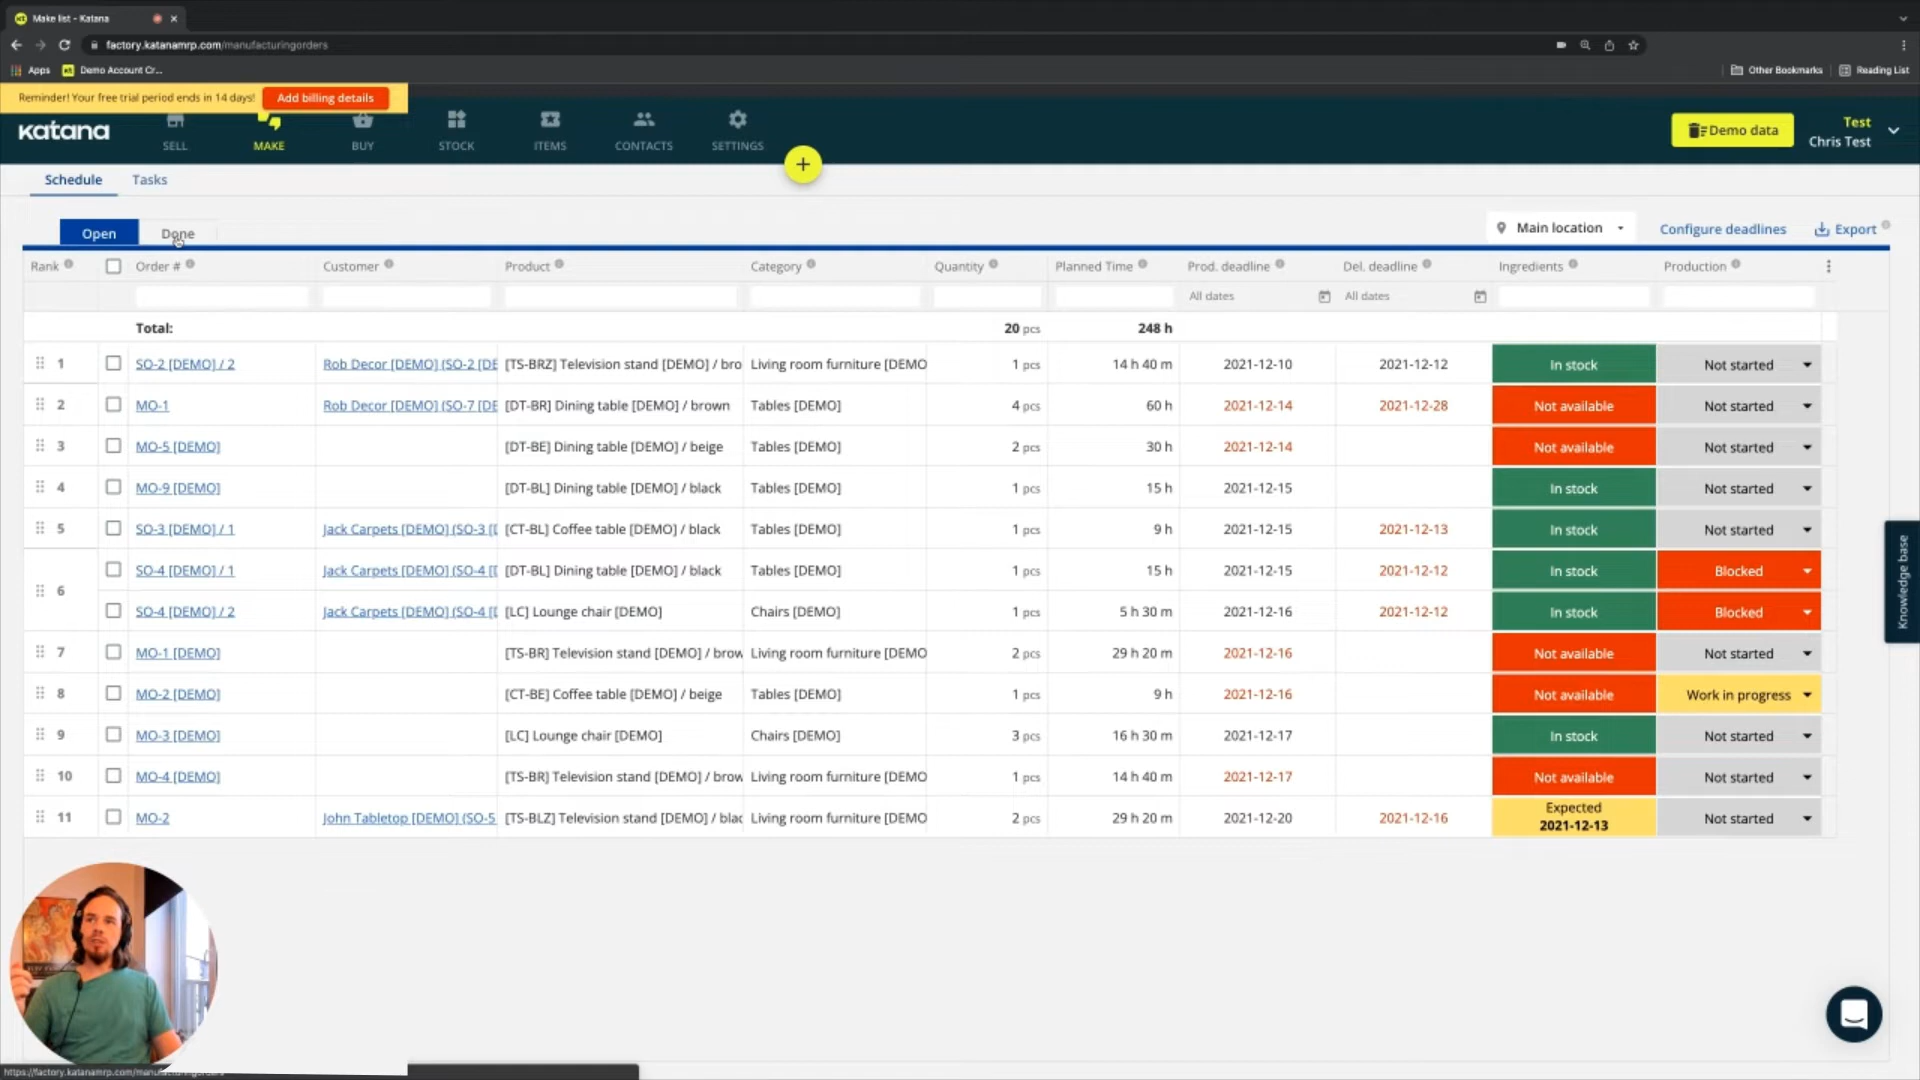 Make list - Katana
factory.katanamrp.com/manufacturingorders
Apps Demo Account Cr... Other Bookmarks Reading List
Reminder! Your free trial period ends in 14 days! Add billing details
katana SELL MAKE BUY STOCK ITEMS CONTACTS SETTINGS + Demo data Test
Chris Test
Schedule Tasks
Open Done Main location Configure deadlines Export
Rank Order # Customer Product Category Quantity Planned Time Prod. deadline Del. deadline Ingredients Production
All dates All dates
Total: 20 pcs 248 h
1 SO-2 [DEMO] / 2 Rob Decor [DEMO] (SO-2 [DE [TS-BRZ] Television stand [DEMO] / bro Living room furniture [DEMO 1 pcs 14 h 40 m 2021-12-10 2021-12-12 In stock Not started
2 MO-1 Rob Decor [DEMO] (SO-7 [DE [DT-BR] Dining table [DEMO] / brown Tables [DEMO] 4 pcs 60 h 2021-12-14 2021-12-28 Not available Not started
3 MO-5 [DEMO] [DT-BE] Dining table [DEMO] / beige Tables [DEMO] 2 pcs 30 h 2021-12-14 Not available Not started
4 MO-9 [DEMO] [DT-BL] Dining table [DEMO] / black Tables [DEMO] 1 pcs 15 h 2021-12-15 In stock Not started
5 SO-3 [DEMO] / 1 Jack Carpets [DEMO] (SO-3 [D [CT-BL] Coffee table [DEMO] / black Tables [DEMO] 1 pcs 9 h 2021-12-15 2021-12-13 In stock Not started
6 SO-4 [DEMO] / 1 Jack Carpets [DEMO] (SO-4 [D [DT-BL] Dining table [DEMO] / black Tables [DEMO] 1 pcs 15 h 2021-12-15 2021-12-12 In stock Blocked
SO-4 [DEMO] / 2 Jack Carpets [DEMO] (SO-4 [D [LC] Lounge chair [DEMO] Chairs [DEMO] 1 pcs 5 h 30 m 2021-12-16 2021-12-12 In stock Blocked
7 MO-1 [DEMO] [TS-BR] Television stand [DEMO] / brow Living room furniture [DEMO 2 pcs 29 h 20 m 2021-12-16 Not available Not started
8 MO-2 [DEMO] [CT-BE] Coffee table [DEMO] / beige Tables [DEMO] 1 pcs 9 h 2021-12-16 Not available Work in progress
9 MO-3 [DEMO] [LC] Lounge chair [DEMO] Chairs [DEMO] 3 pcs 16 h 30 m 2021-12-17 In stock Not started
10 MO-4 [DEMO] [TS-BR] Television stand [DEMO] / brow Living room furniture [DEMO 1 pcs 14 h 40 m 2021-12-17 Not available Not started
11 MO-2 John Tabletop [DEMO] (SO-5 [TS-BLZ] Television stand [DEMO] / blac Living room furniture [DEMO 2 pcs 29 h 20 m 2021-12-20 2021-12-16 Expected 2021-12-13 Not started
Knowledge base
https://factory.katanamrp.com/manufacturingorders